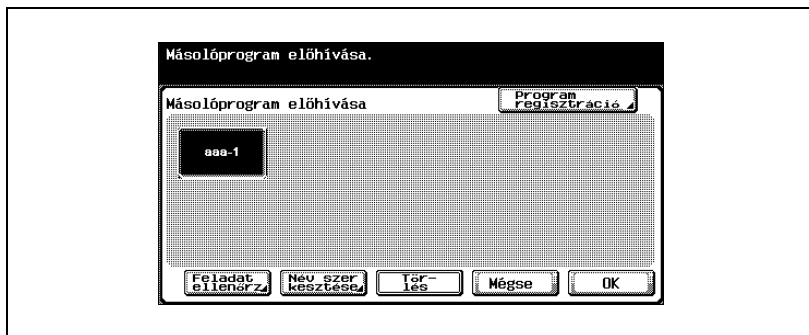 Másolóprogram előhívása.
Másolóprogram előhívása
Program
regisztráció
aaa-1
Feladat
ellenőrz
Név szer
kesztése
Tör-
lés
Mégse
OK